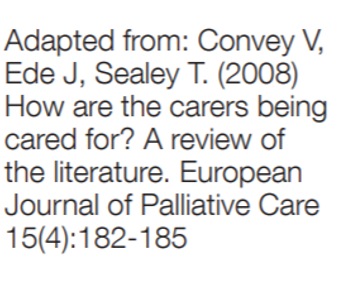 Adapted from: Convey V,
Ede J, Sealey T. (2008)
How are the carers being
cared for? A review of
the literature. European
Journal of Palliative Care
15(4):182-185